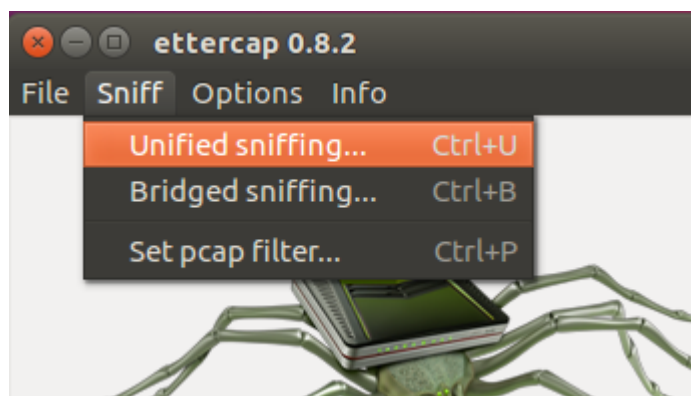 ettercap 0.8.2
File Sniff Options Info
Unified sniffing... Ctrl+U
Bridged sniffing... Ctrl+B
Set pcap filter... Ctrl+P